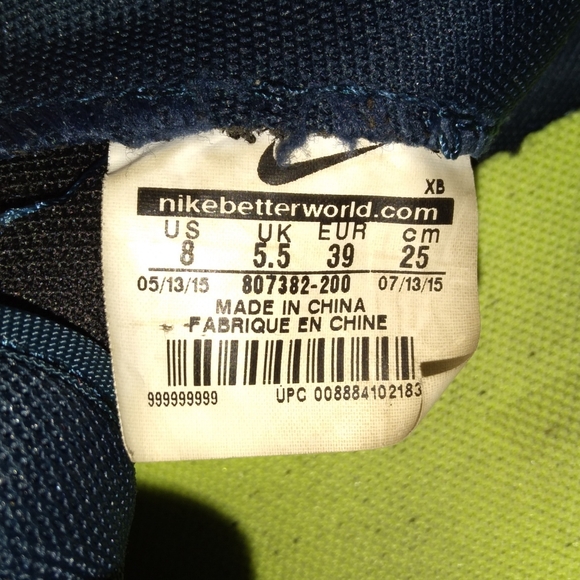 XB
nikebetterworld.com
US UK EUR cm
8 5.5 39 25
05/13/15 807382-200 07/13/15
MADE IN CHINA
FABRIQUE EN CHINE
999999999 UPC 008884102183